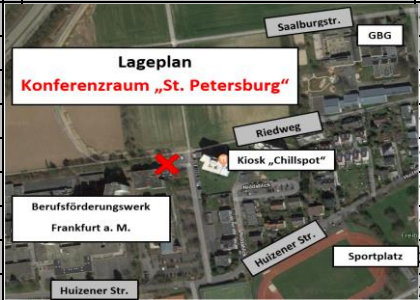 Saalburgstr.
GBG
Lageplan
Konferenzraum „St. Petersburg“
Riedweg
Kiosk „Chillspot“
Berufsförderungswerk
Frankfurt a. M.
Huizener Str.
Sportplatz
Huizener Str.